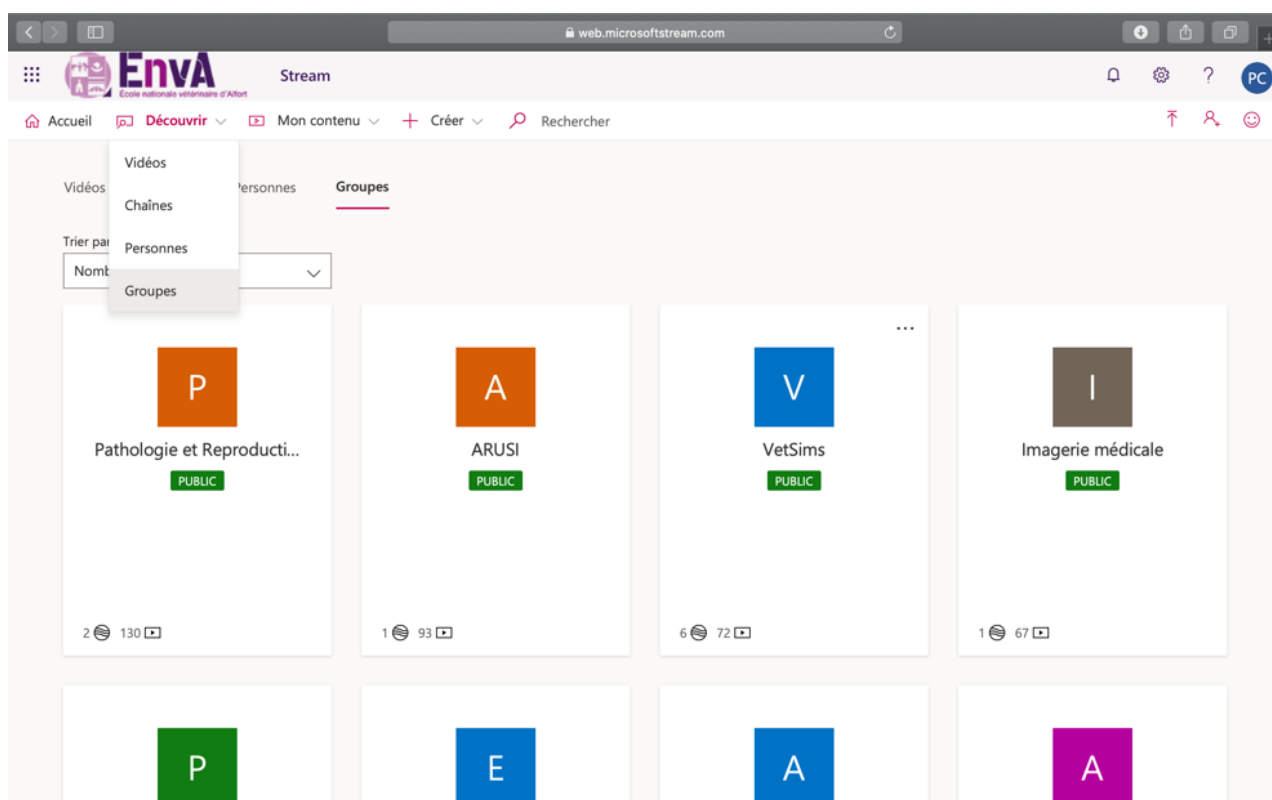 web.microsoftstream.com
EnvA
École nationale vétérinaire d'Alfort
Stream
?
PC
Accueil
Découvrir
Mon contenu
Créer
Rechercher
Vidéos
Chaînes
Personnes
Groupes
Vidéos
Personnes
Groupes
Trier par
P
Pathologie et Reproducti...
PUBLIC
2
130
A
ARUSI
PUBLIC
1
93
...
V
VetSims
PUBLIC
6
72
I
Imagerie médicale
PUBLIC
1
67
P
E
A
A